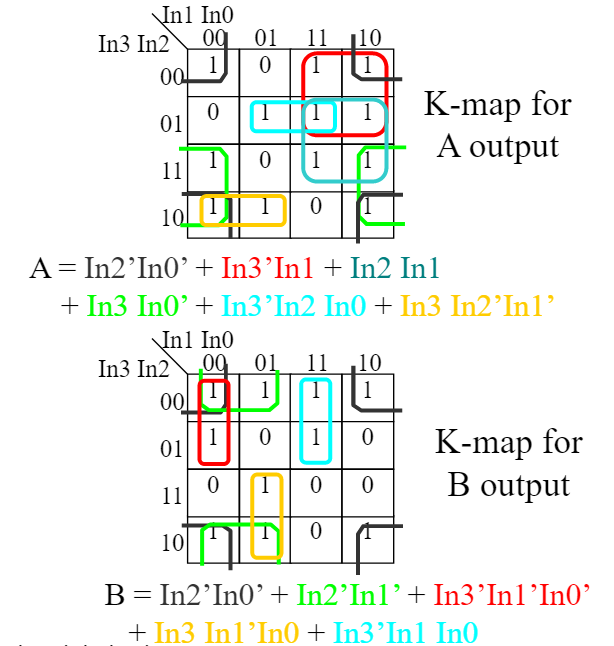 In1 In0
In3 In2 00 01 11 10
00 1 0 1 1
01 0 1 1 1
11 1 0 1 1
10 1 1 0 1
K-map for
A output
A = In2’In0’ + In3’In1 + In2 In1
+ In3 In0’ + In3’In2 In0 + In3 In2’In1’
In1 In0
In3 In2 00 01 11 10
00 1 1 1 1
01 1 0 1 0
11 0 1 0 0
10 1 1 0 1
K-map for
B output
B = In2’In0’ + In2’In1’ + In3’In1’In0’
+ In3 In1’In0 + In3’In1 In0